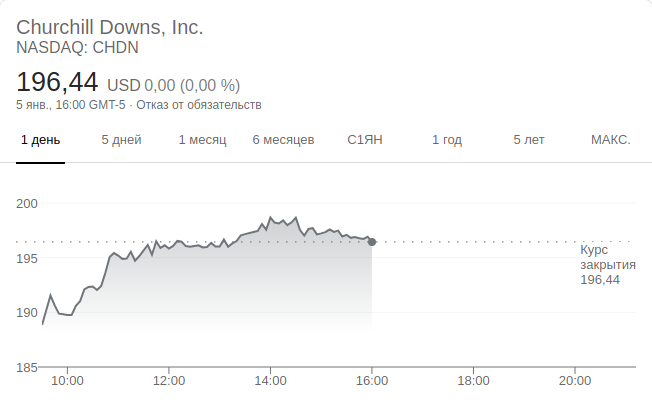 Churchill Downs, Inc.
NASDAQ: CHDN
196,44 USD 0,00 (0,00 %)
5 янв., 16:00 GMT-5 · Отказ от обязательств
1 день 5 дней 1 месяц 6 месяцев С1ЯН 1 год 5 лет МАКС.
200
195
190
185
Курс
закрытия
196,44
10:00 12:00 14:00 16:00 18:00 20:00